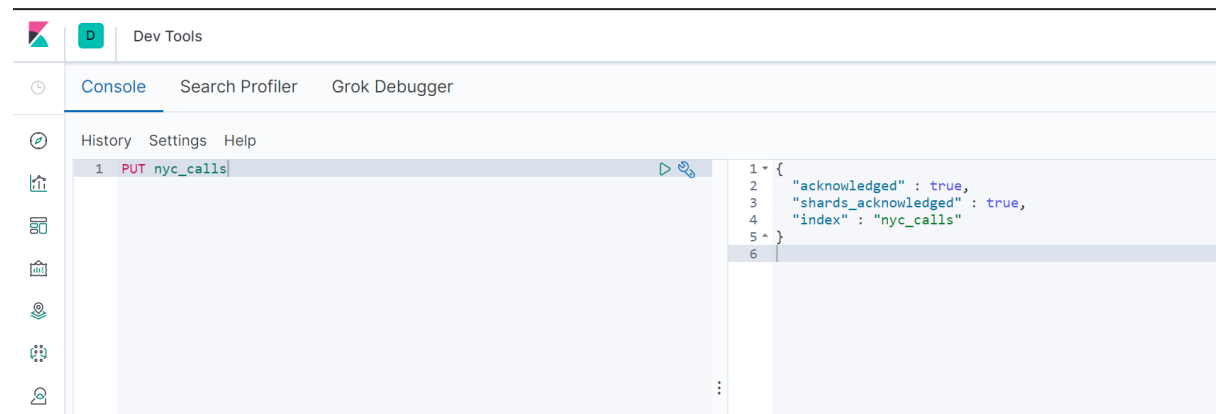 D Dev Tools
Console Search Profiler Grok Debugger
History Settings Help
1 PUT nyc_calls
1 {
2 "acknowledged" : true,
3 "shards_acknowledged" : true,
4 "index" : "nyc_calls"
5 }
6